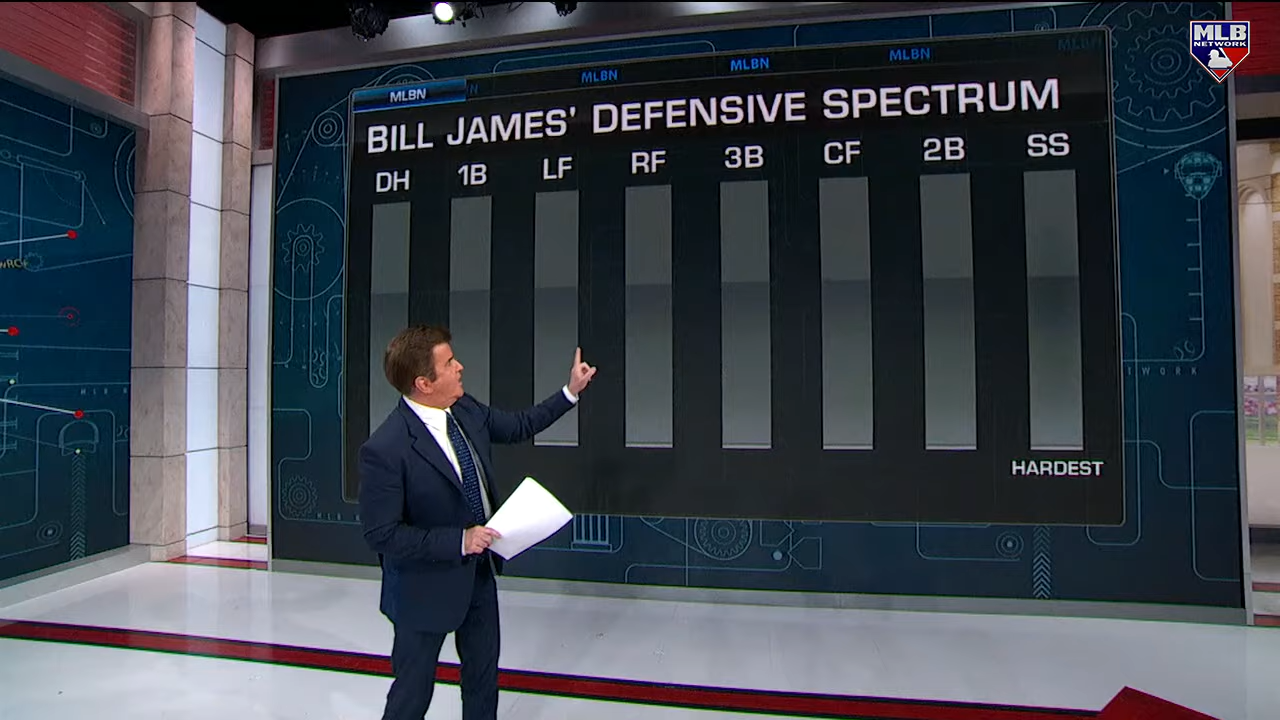 MLB
NETWORK
MLBN
MLBN
MLBN
MLBN
MLBN
BILL JAMES' DEFENSIVE SPECTRUM
DH 1B LF RF 3B CF 2B SS
HARDEST